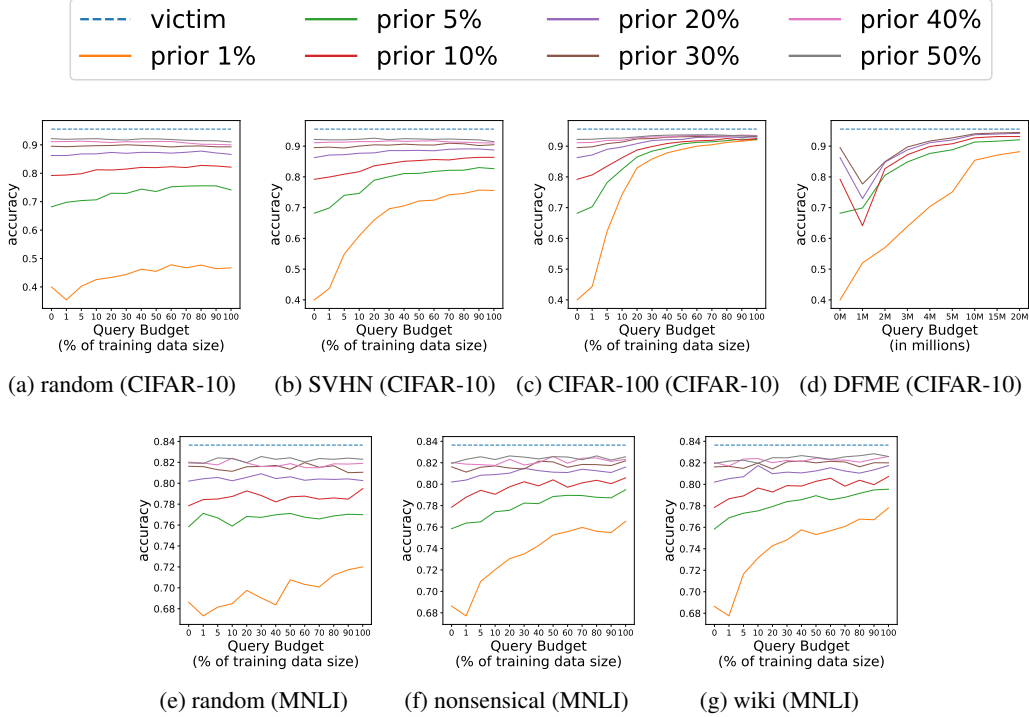 victim prior 5% prior 20% prior 40%
prior 1% prior 10% prior 30% prior 50%
accuracy
0.9
0.8
0.7
0.6
0.5
0.4
0 1 5 10 20 30 40 50 60 70 80 90 100
Query Budget
(% of training data size)
(a) random (CIFAR-10)
accuracy
0.9
0.8
0.7
0.6
0.5
0.4
0 1 5 10 20 30 40 50 60 70 80 90 100
Query Budget
(% of training data size)
(b) SVHN (CIFAR-10)
accuracy
0.9
0.8
0.7
0.6
0.5
0.4
0 1 5 10 20 30 40 50 60 70 80 90 100
Query Budget
(% of training data size)
(c) CIFAR-100 (CIFAR-10)
accuracy
0.9
0.8
0.7
0.6
0.5
0.4
0M 1M 2M 3M 4M 5M 10M 15M 20M
Query Budget
(in millions)
(d) DFME (CIFAR-10)
accuracy
0.84
0.82
0.80
0.78
0.76
0.74
0.72
0.70
0.68
0 1 5 10 20 30 40 50 60 70 80 90 100
Query Budget
(% of training data size)
(e) random (MNLI)
accuracy
0.84
0.82
0.80
0.78
0.76
0.74
0.72
0.70
0.68
0 1 5 10 20 30 40 50 60 70 80 90 100
Query Budget
(% of training data size)
(f) nonsensical (MNLI)
accuracy
0.84
0.82
0.80
0.78
0.76
0.74
0.72
0.70
0.68
0 1 5 10 20 30 40 50 60 70 80 90 100
Query Budget
(% of training data size)
(g) wiki (MNLI)